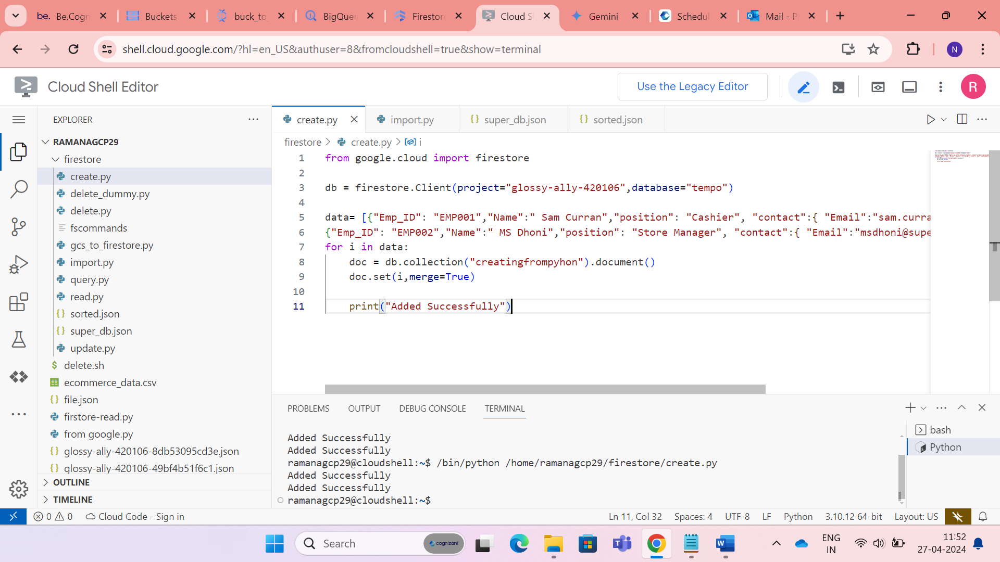 be. Be.Cogn
Buckets
buck_to
BigQuer
Firestore
Cloud S
Gemini
Schedul
Mail - P
shell.cloud.google.com/?hl=en_US&authuser=8&fromcloudshell=true&show=terminal
N
Cloud Shell Editor
Use the Legacy Editor
R
EXPLORER
RAMANAGCP29
firestore
create.py
delete_dummy.py
delete.py
fscommands
gcs_to_firestore.py
import.py
query.py
read.py
sorted.json
super_db.json
update.py
delete.sh
ecommerce_data.csv
file.json
firstore-read.py
from google.py
glossy-ally-420106-8db53095cd3e.json
glossy-ally-420106-49bf4b51f6c1.json
OUTLINE
TIMELINE
create.py
import.py
super_db.json
sorted.json
firestore > create.py > i
1 from google.cloud import firestore
2
3 db = firestore.Client(project="glossy-ally-420106",database="tempo")
4
5 data= [{"Emp_ID": "EMP001","Name":" Sam Curran","position": "Cashier", "contact":{ "Email":"sam.curra
6 {"Emp_ID": "EMP002","Name":" MS Dhoni","position": "Store Manager", "contact":{ "Email":"msdhoni@supe
7 for i in data:
8 doc = db.collection("creatingfrompyhon").document()
9 doc.set(i,merge=True)
10
11 print("Added Successfully")
PROBLEMS OUTPUT DEBUG CONSOLE TERMINAL
Added Successfully
Added Successfully
ramanagcp29@cloudshell:~$ /bin/python /home/ramanagcp29/firestore/create.py
Added Successfully
Added Successfully
ramanagcp29@cloudshell:~$
bash
Python
0 0 Cloud Code - Sign in
Ln 11, Col 32 Spaces: 4 UTF-8 LF Python 3.10.12 64-bit Layout: US
Search
cognizant
ENG
IN
11:52
27-04-2024